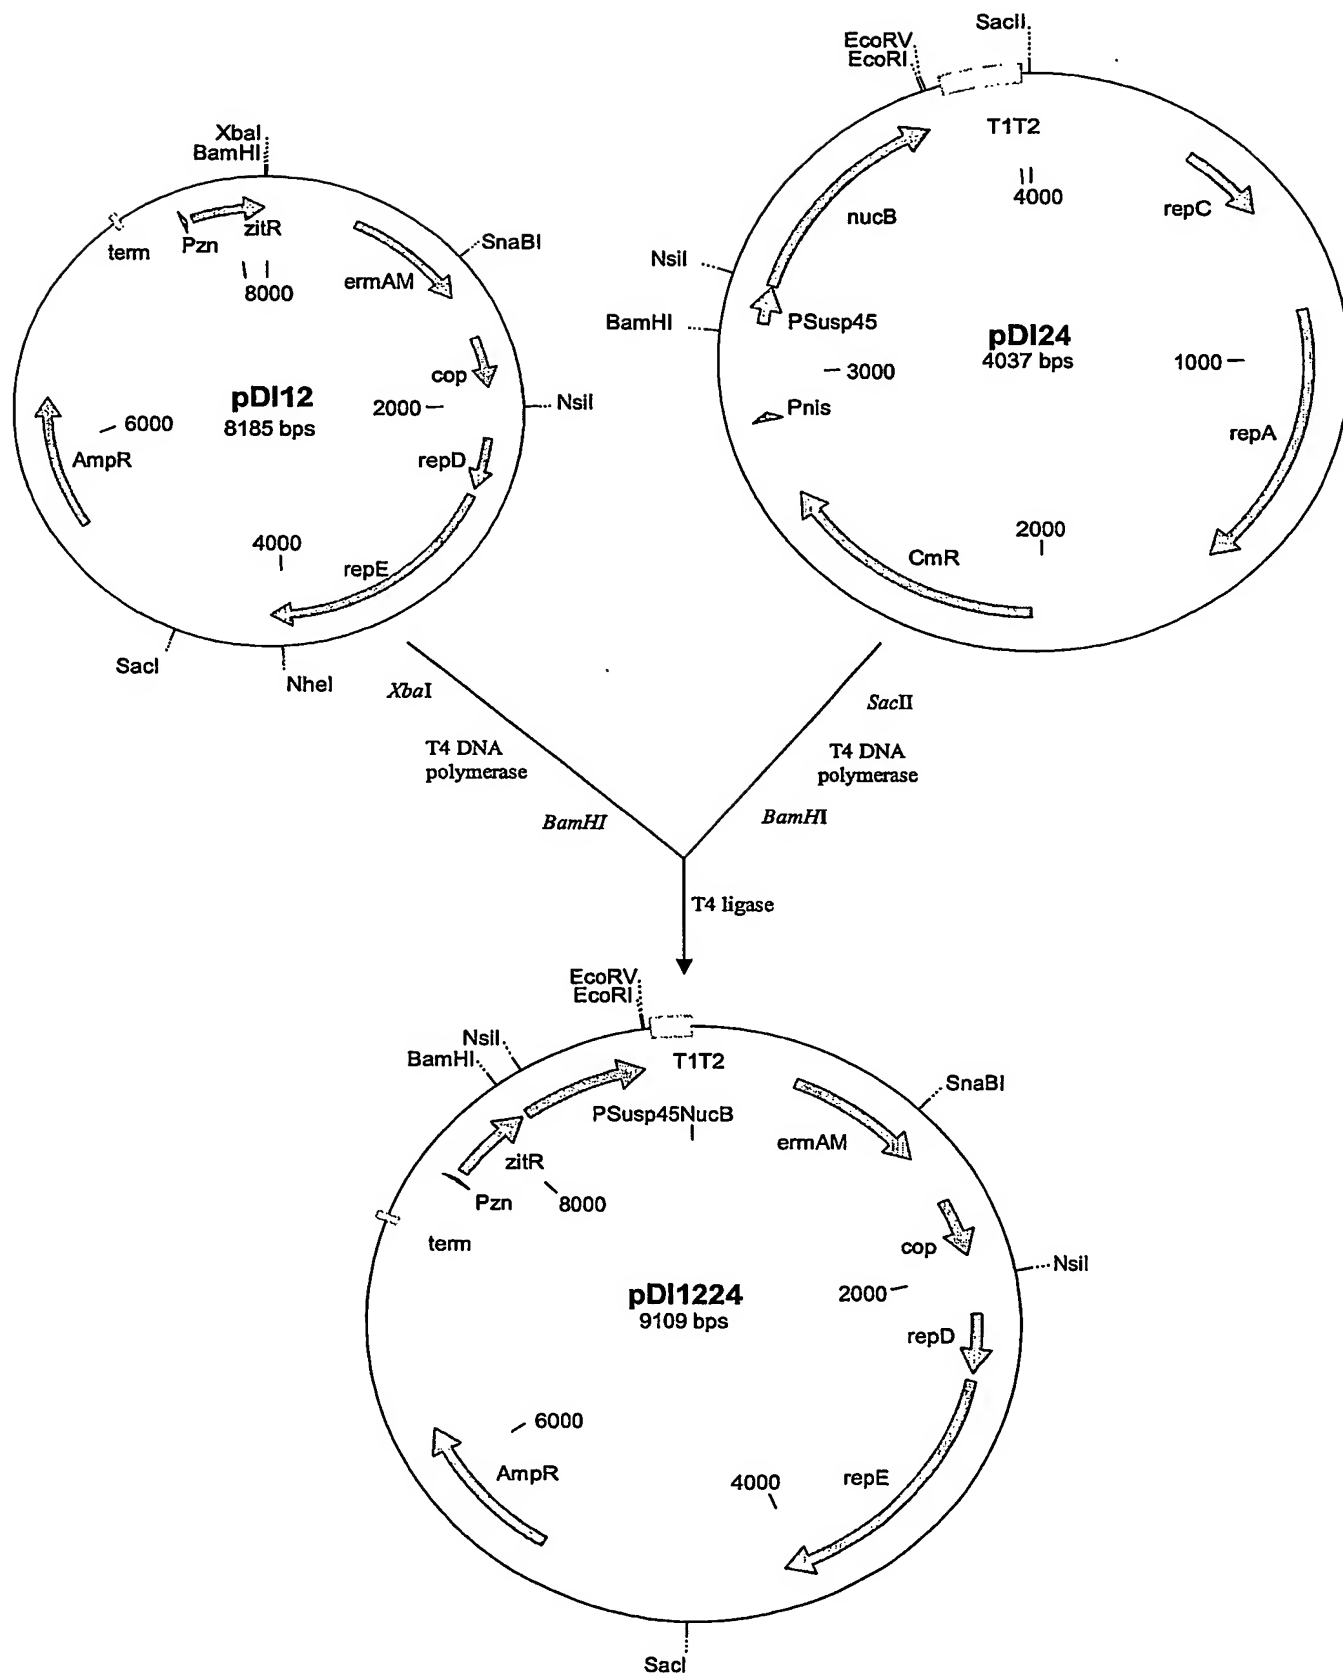 SacII
EcoRV
EcoRI
T1T2
4000
repC
nucB
NsiI
BamHI
PSusp45
pDI24
4037 bps
1000
3000
Pnis
repA
2000
CmR
XbaI
BamHI
term
Pzn
zitR
8000
ermAM
SnaBI
cop
pDI12
8185 bps
2000
NsiI
6000
AmpR
repD
4000
repE
SacI
NheI
XbaI
T4 DNA
polymerase
BamHI
SacII
T4 DNA
polymerase
BamHI
T4 ligase
EcoRV
EcoRI
NsiI
BamHI
T1T2
SnaBI
PSusp45NucB
ermAM
zitR
Pzn
8000
term
cop
NsiI
pDI1224
9109 bps
2000
repD
6000
AmpR
repE
4000
SacI